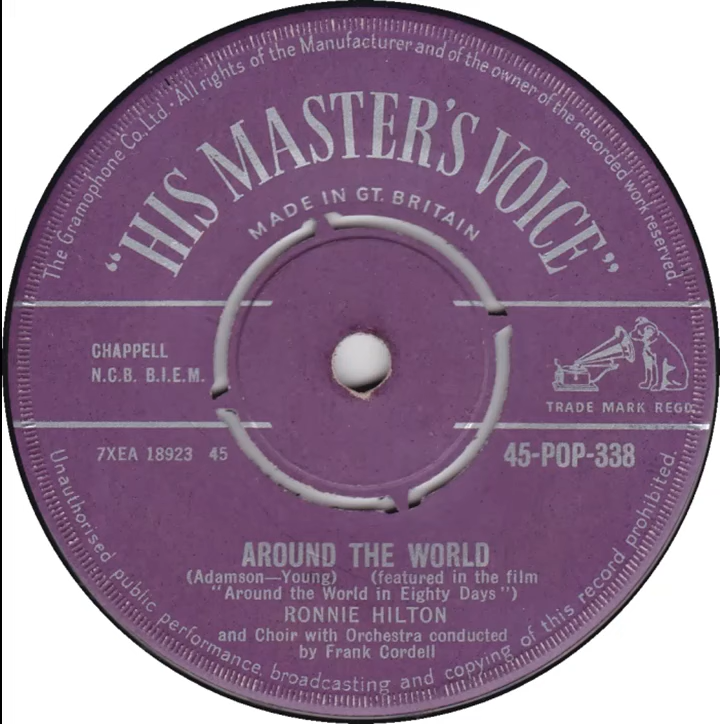 The Gramophone Co. Ltd · All rights of the Manufacturer and of the owner of the recorded work reserved.
"HIS MASTER'S VOICE"
MADE IN GT. BRITAIN
CHAPPELL
N.C.B. B.I.E.M.
TRADE MARK REGD.
7XEA 18923 45
45-POP-338
AROUND THE WORLD
(Adamson—Young) (featured in the film
"Around the World in Eighty Days")
RONNIE HILTON
and Choir with Orchestra conducted
by Frank Cordell
Unauthorised public performance, broadcasting and copying of this record prohibited.